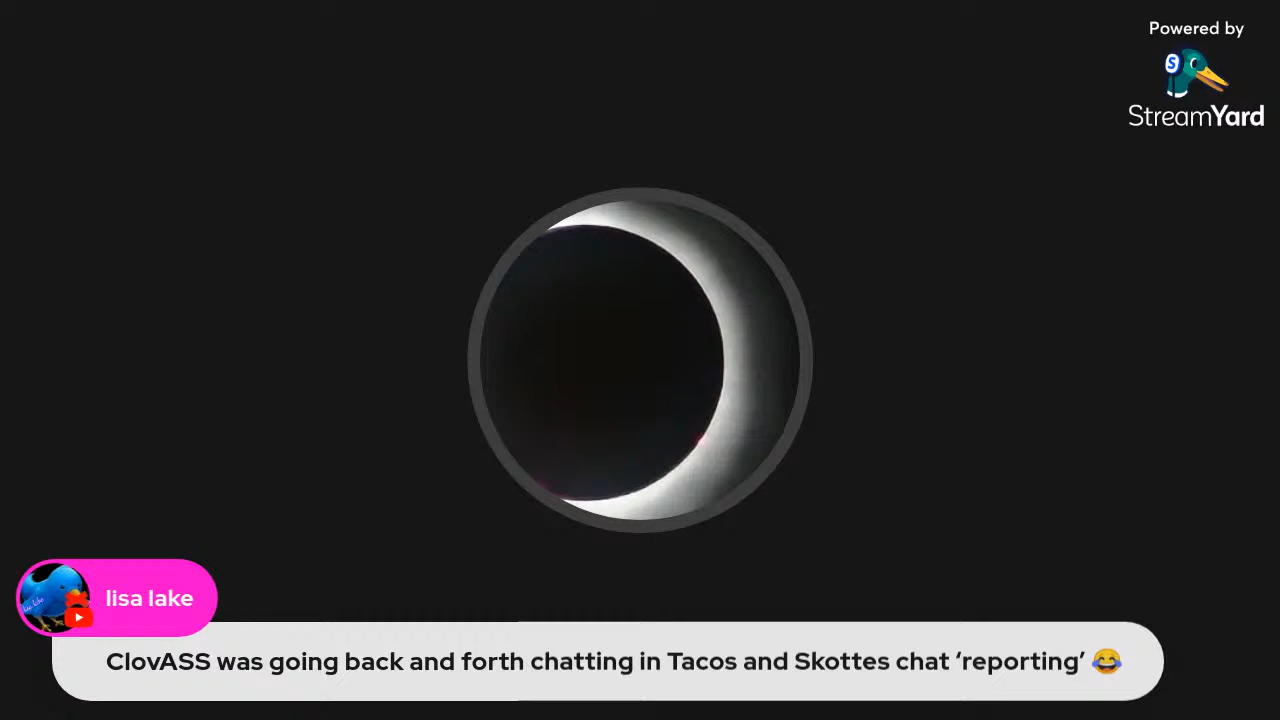 Powered by
S
StreamYard
lisa lake
ClovASS was going back and forth chatting in Tacos and Skottes chat ‘reporting’ 😂